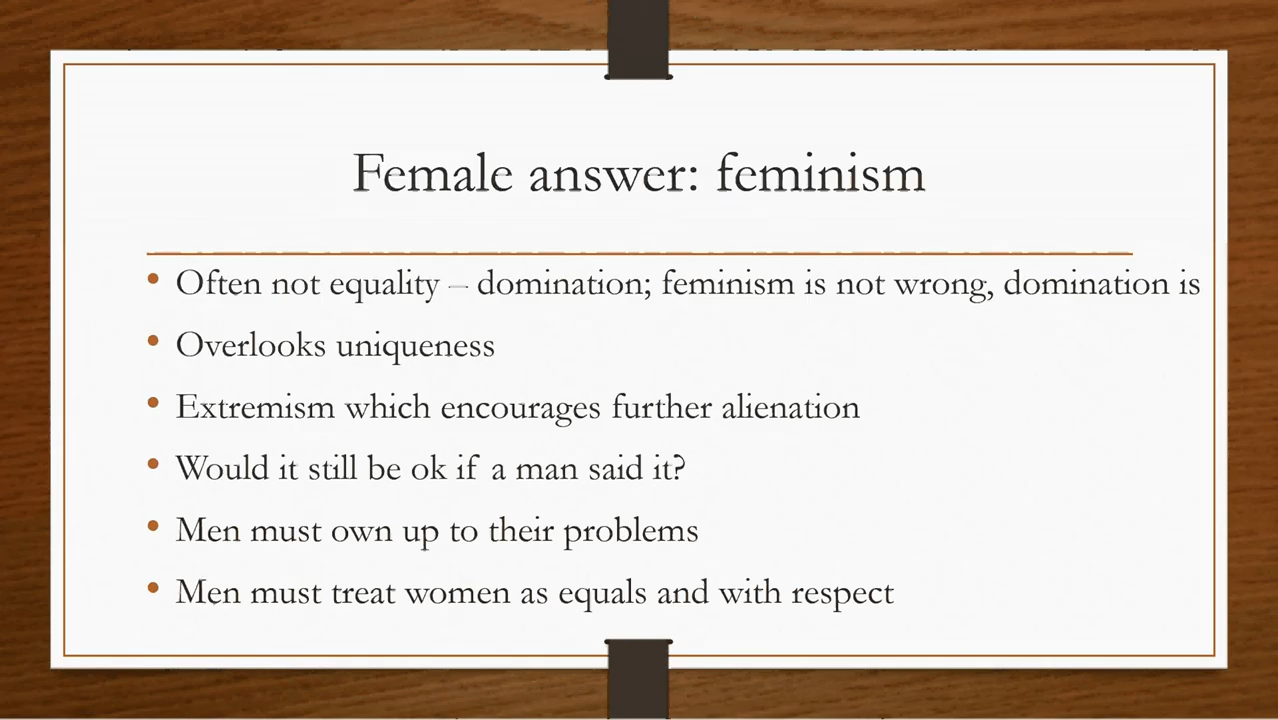 Female answer: feminism
• Often not equality – domination; feminism is not wrong, domination is
• Overlooks uniqueness
• Extremism which encourages further alienation
• Would it still be ok if a man said it?
• Men must own up to their problems
• Men must treat women as equals and with respect